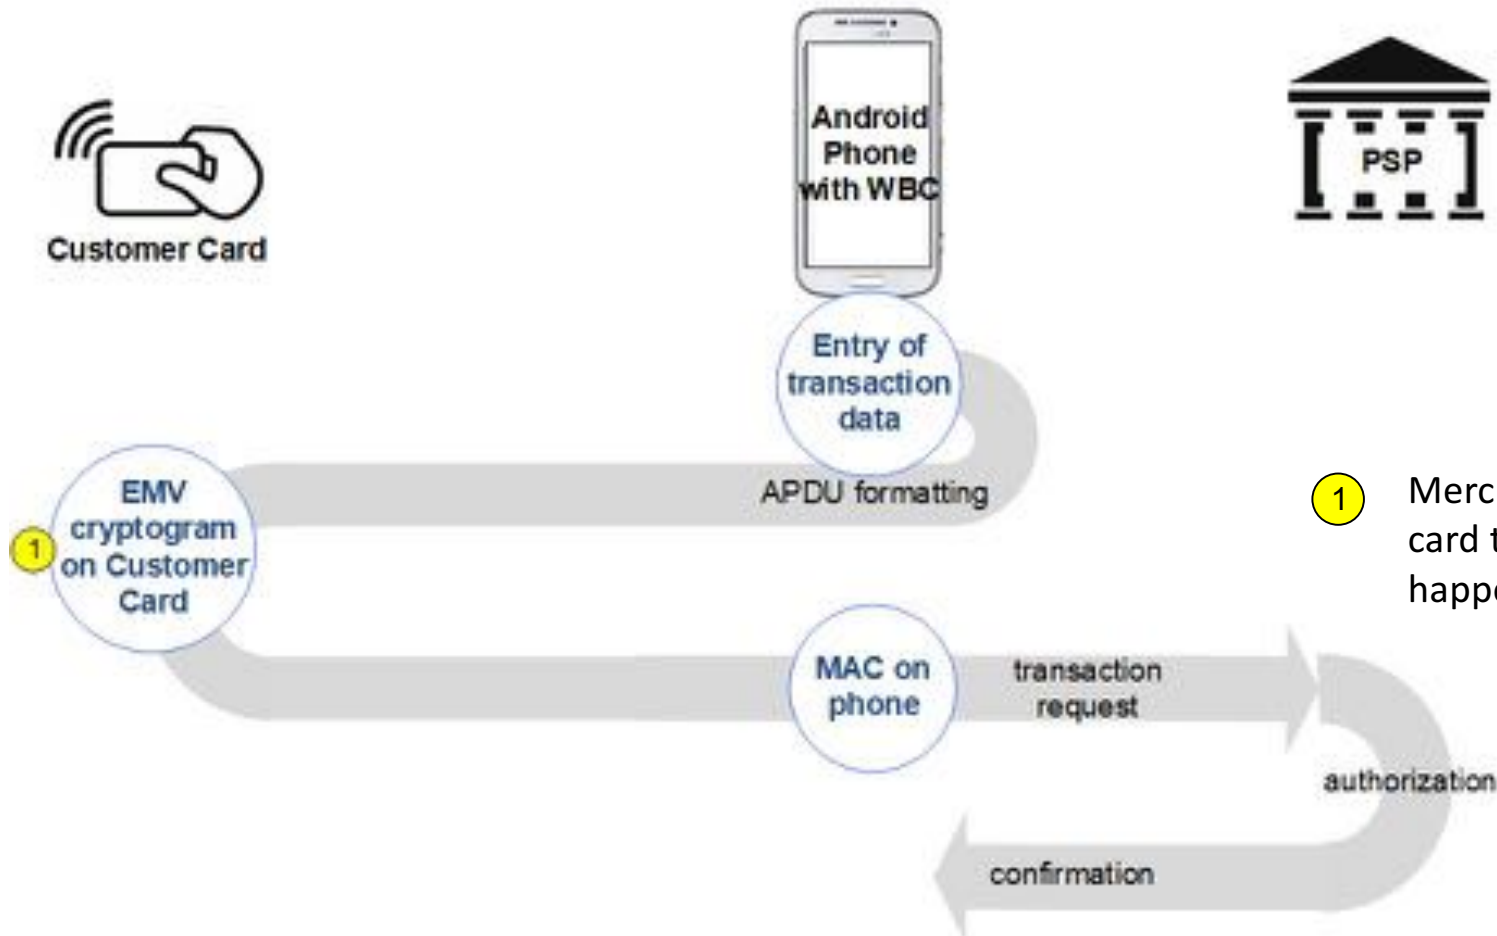 Android
Phone
with WBC
PSP
Customer Card
Entry of
transaction
data
APDU formatting
EMV
cryptogram
on Customer
Card
1
1
card
MAC on
phone
transaction
request
authorization
confirmation